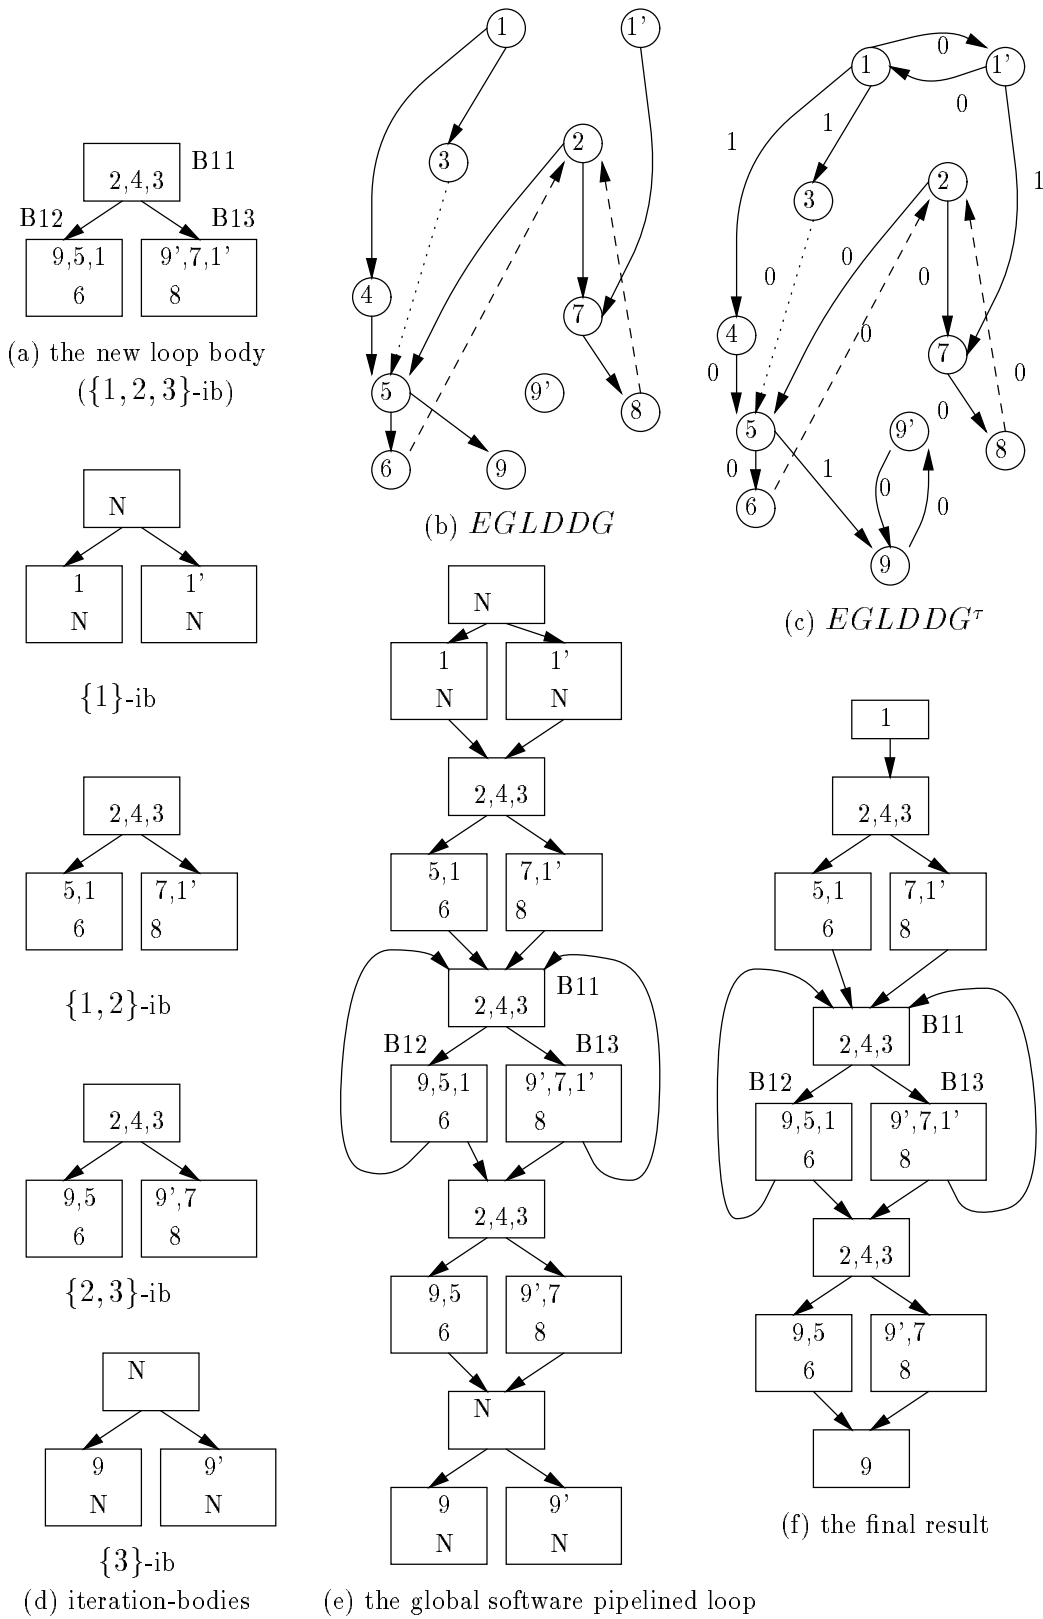 B11
2,4,3
B12
B13
9,5,1
6
9',7,1'
8
(a) the new loop body
({1, 2, 3}-ib)
N
1
N
1'
N
{1}-ib
2,4,3
5,1
6
7,1'
8
{1, 2}-ib
2,4,3
9,5
6
9',7
8
{2, 3}-ib
N
9
N
9'
N
{3}-ib
(d) iteration-bodies
1
1'
3
2
4
7
5
9'
8
6
9
(b) EGLDDG
N
1
N
1'
N
2,4,3
5,1
6
7,1'
8
B11
2,4,3
B12
B13
9,5,1
6
9',7,1'
8
2,4,3
9,5
6
9',7
8
N
9
N
9'
N
(e) the global software pipelined loop
0
1
1'
0
1
1
2
1
3
0
0
0
0
4
7
0
0
0
5
9'
8
0
1
0
6
0
9
(c) EGLDDG^τ
1
2,4,3
5,1
6
7,1'
8
B11
2,4,3
B12
B13
9,5,1
6
9',7,1'
8
2,4,3
9,5
6
9',7
8
9
(f) the final result